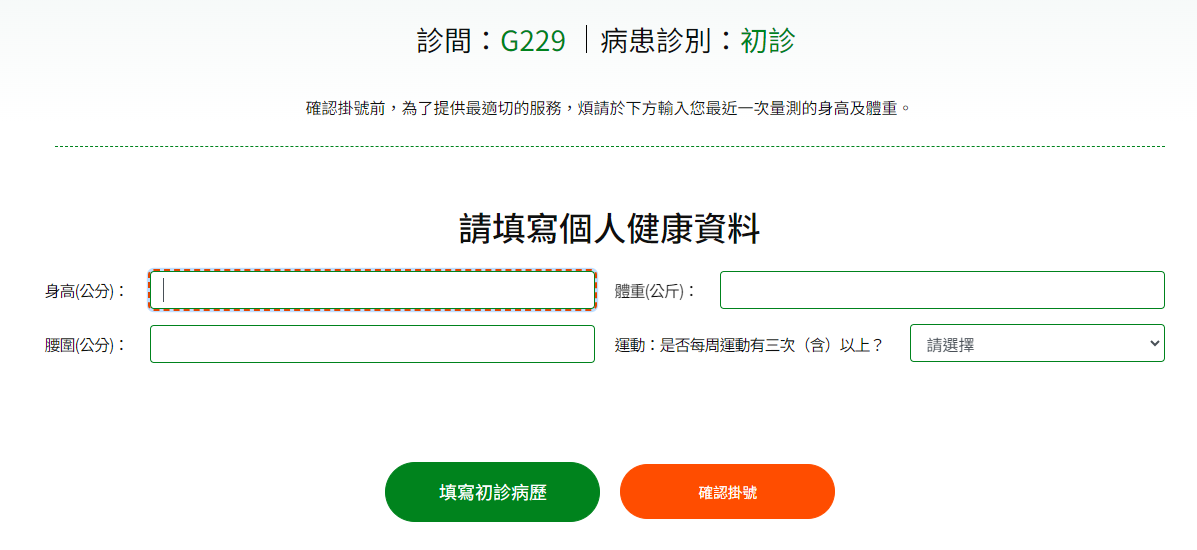 診間：G229 ｜病患診別：初診
確認掛號前，為了提供最適切的服務，煩請於下方輸入您最近一次量測的身高及體重。
請填寫個人健康資料
身高(公分)： 體重(公斤)：
腰圍(公分)： 運動：是否每周運動有三次（含）以上？ 請選擇
填寫初診病歷 確認掛號